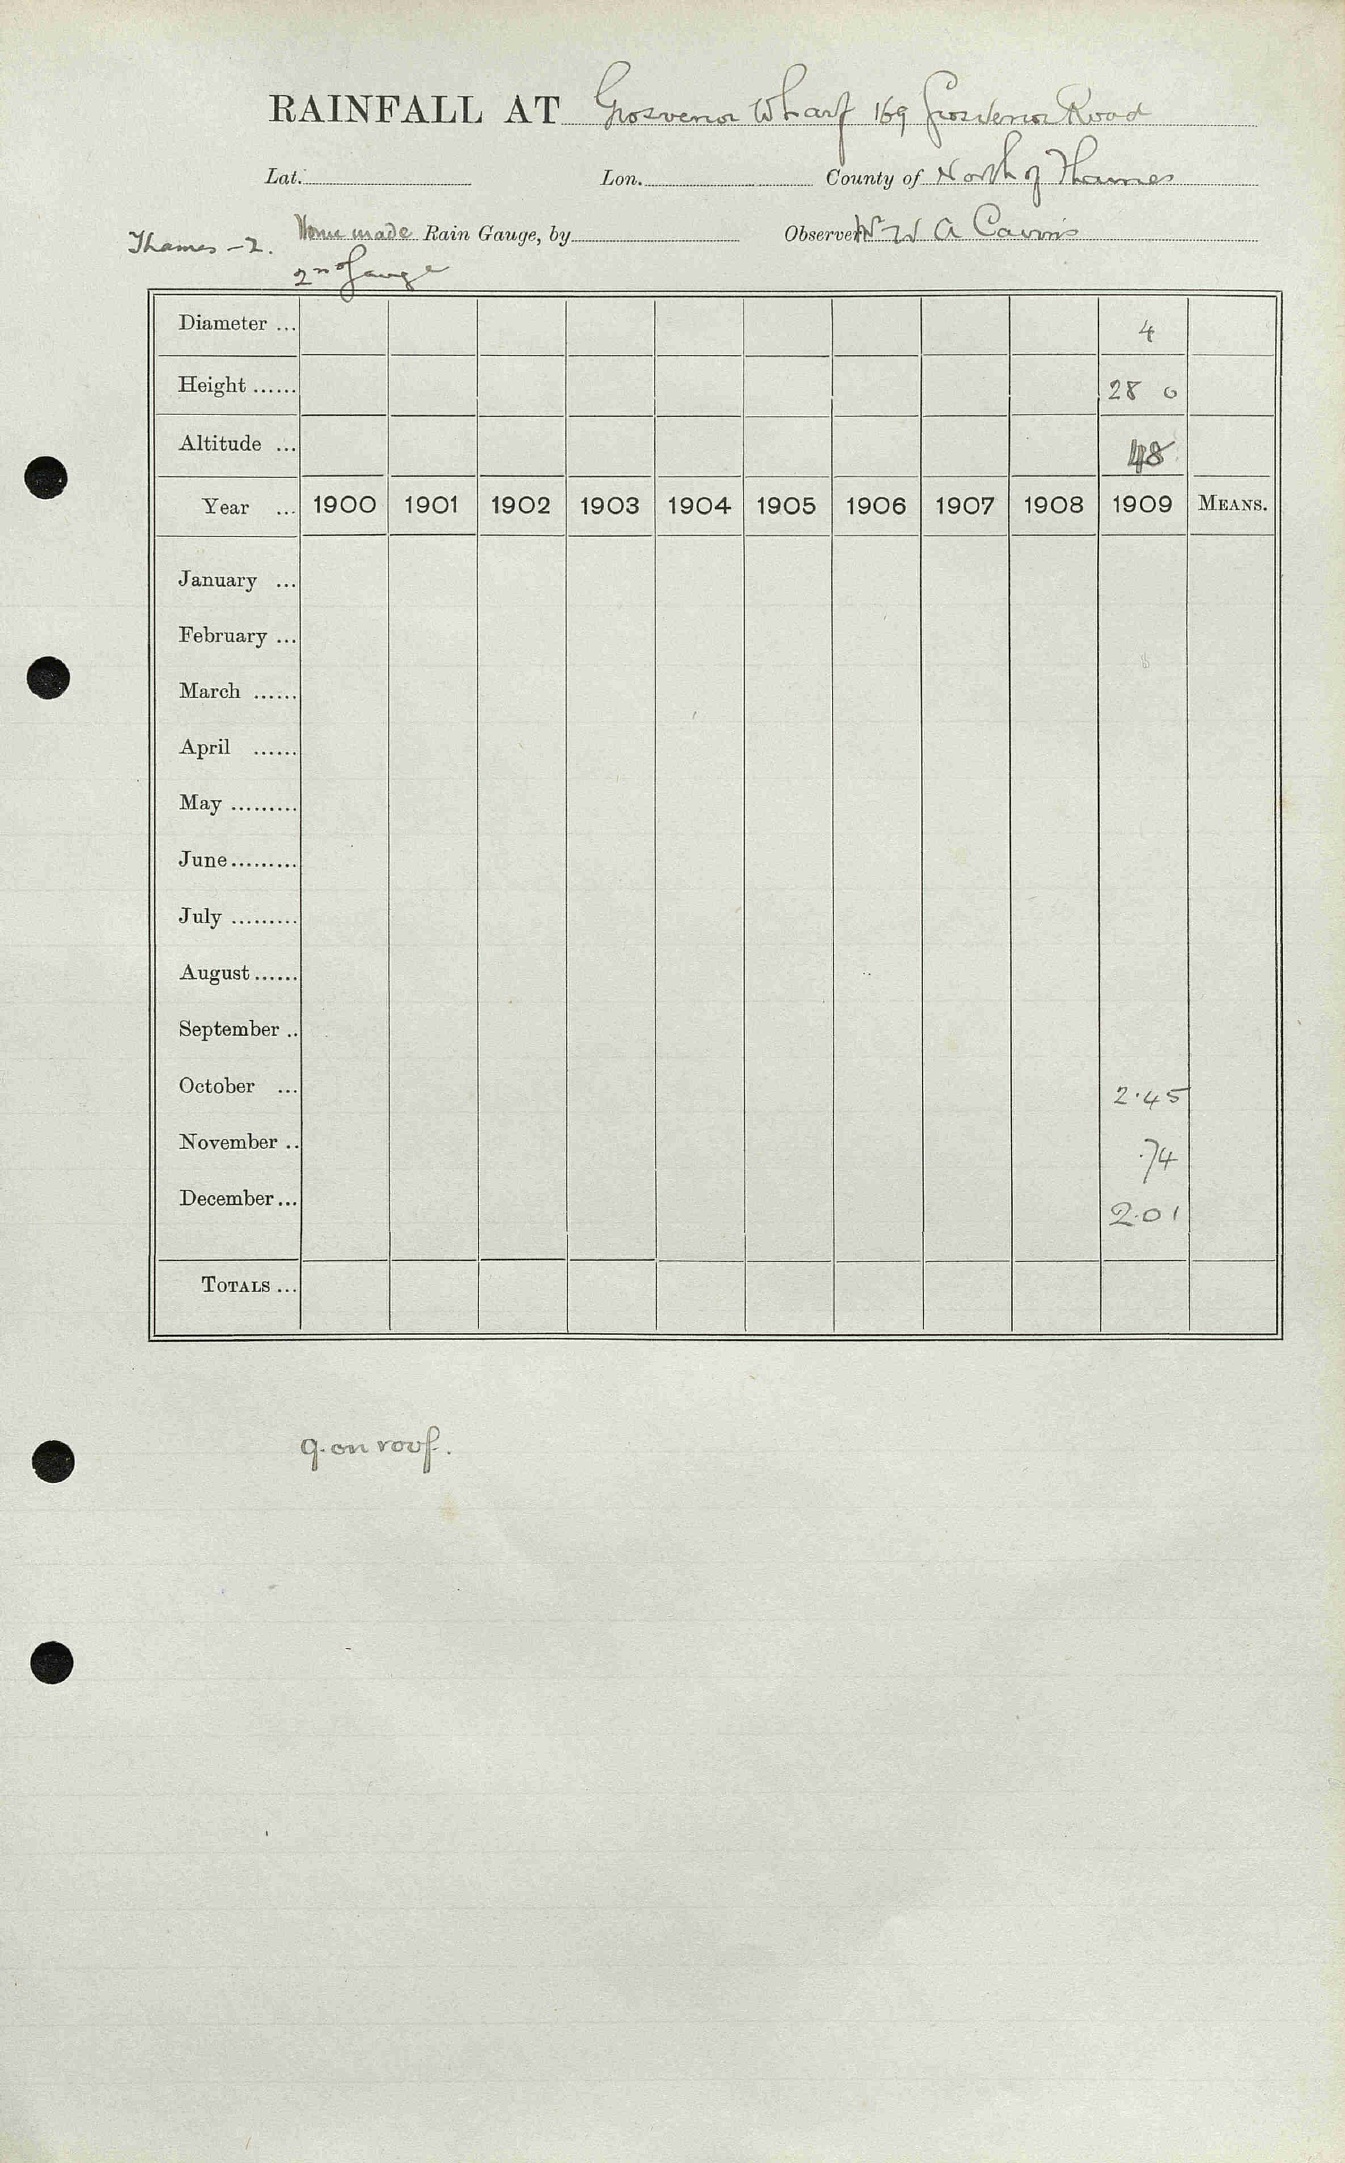 RAINFALL AT Grosvenor Wharf 169 Grosvenor Road
Lat. Lon. County of North of Thames
Thames - 2. Home made Rain Gauge, by Observer W A
2nd Gauge
Diameter ... 4
Height ...... 28 0
Altitude ... 48
Year ... 1900 1901 1902 1903 1904 1905 1906 1907 1908 1909 MEANS.
January ...
February ...
March ......
April ......
May .........
June.........
July .........
August......
September ..
October ... 2.45
November .. .74
December... 2.01
TOTALS ...
g. on roof.